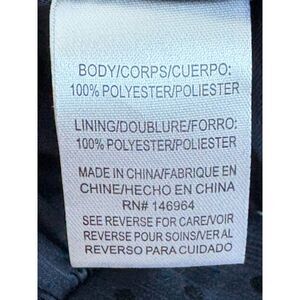 BODY/CORPS/CUERPO:
100% POLYESTER/POLIESTER
LINING/DOUBLURE/FORRO:
100% POLYESTER/POLIESTER
MADE IN CHINA/FABRIQUE EN
CHINE/HECHO EN CHINA
RN# 146964
SEE REVERSE FOR CARE/VOIR
REVERSE POUR SOINS/VER AL
REVERSO PARA CUIDADO